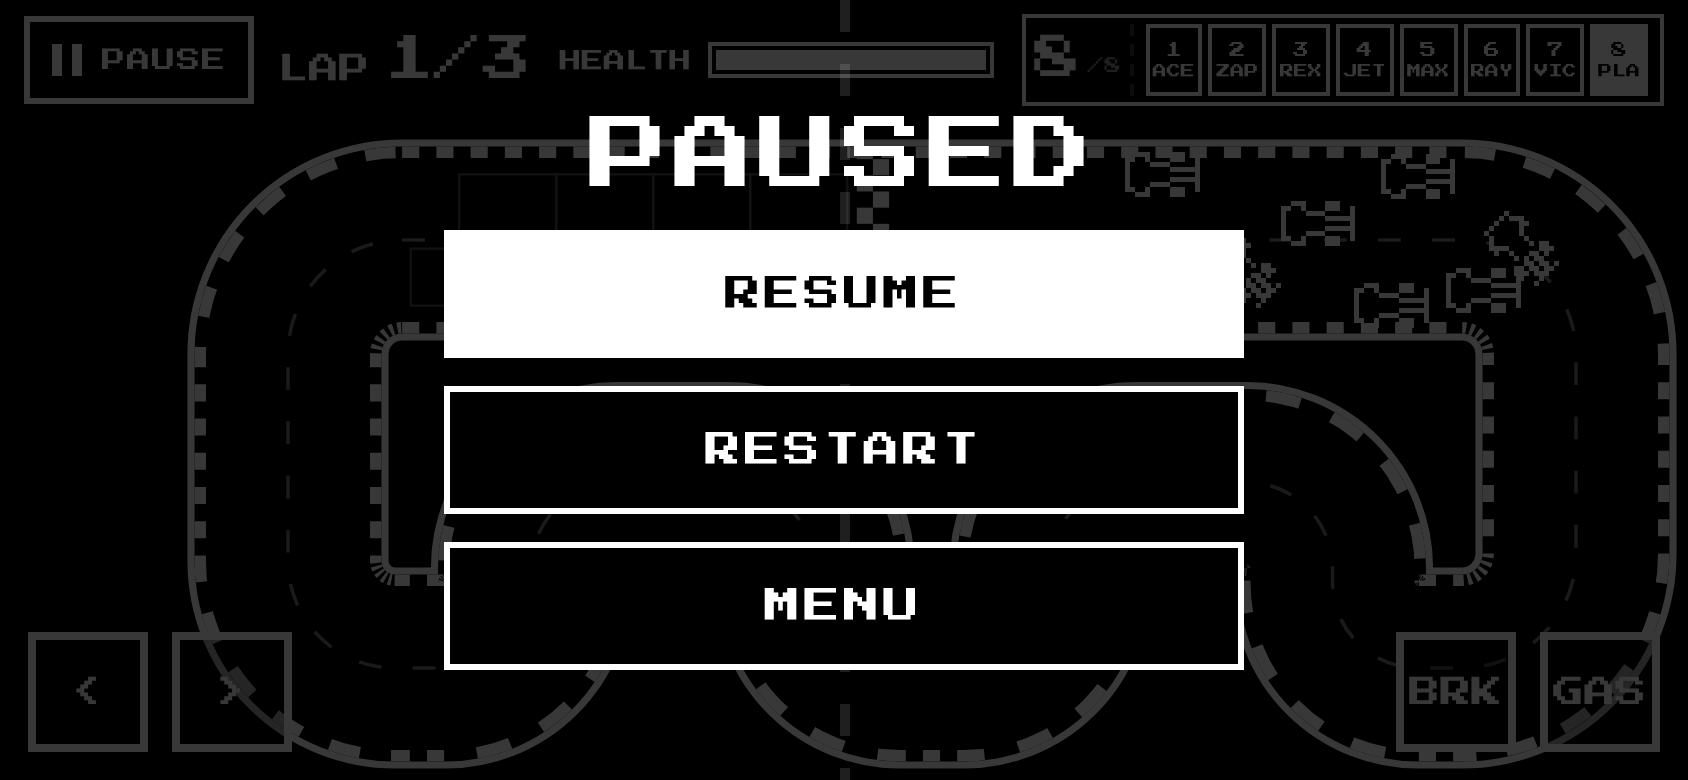 PAUSE LAP 1/3 HEALTH 8/8
1 ACE
2 ZAP
3 REX
4 JET
5 MAX
6 RAY
7 VIC
8 PLA
PAUSED
RESUME
RESTART
MENU
< > BRK GAS